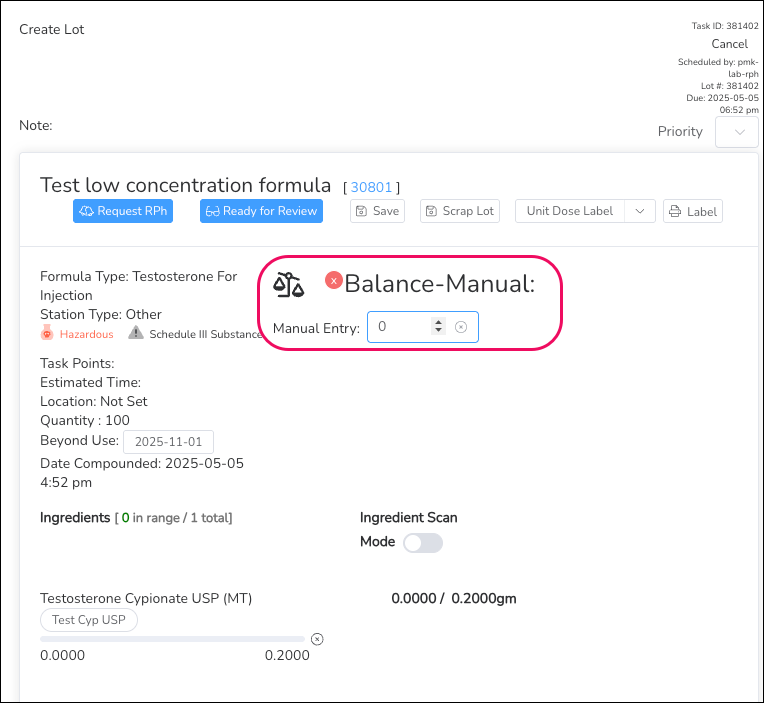 Create Lot
Task ID: 381402
Cancel
Scheduled by: pmk-
lab-rph
Lot #: 381402
Due: 2025-05-05
06:52 pm
Note:
Priority
Test low concentration formula [ 30801 ]
Request RPh Ready for Review Save Scrap Lot Unit Dose Label Label
Formula Type: Testosterone For
Injection
Station Type: Other
Hazardous Schedule III Substance
x Balance-Manual:
Manual Entry: 0
Task Points:
Estimated Time:
Location: Not Set
Quantity : 100
Beyond Use: 2025-11-01
Date Compounded: 2025-05-05
4:52 pm
Ingredients [ 0 in range / 1 total]
Ingredient Scan
Mode
Testosterone Cypionate USP (MT) 0.0000 / 0.2000gm
Test Cyp USP
0.0000 0.2000